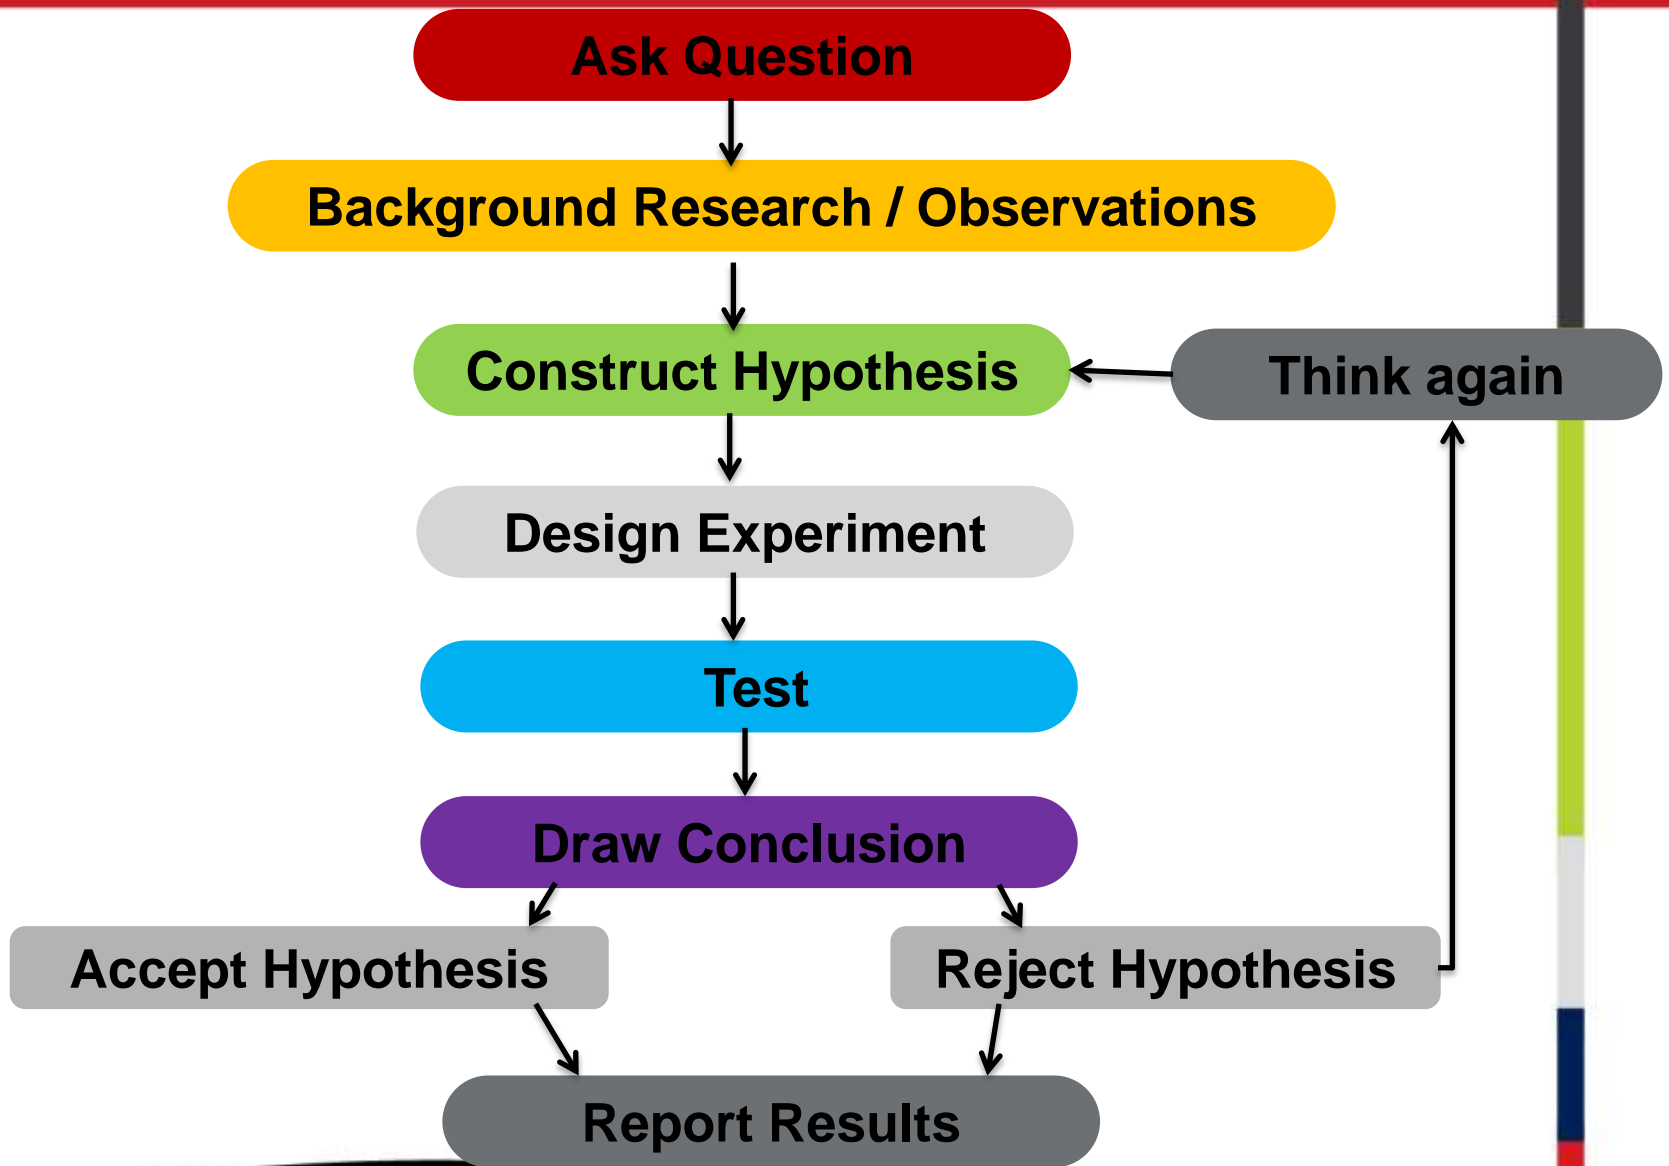 Ask Question
Background Research / Observations
Construct Hypothesis
Think again
Design Experiment
Test
Draw Conclusion
Accept Hypothesis
Reject Hypothesis
Report Results